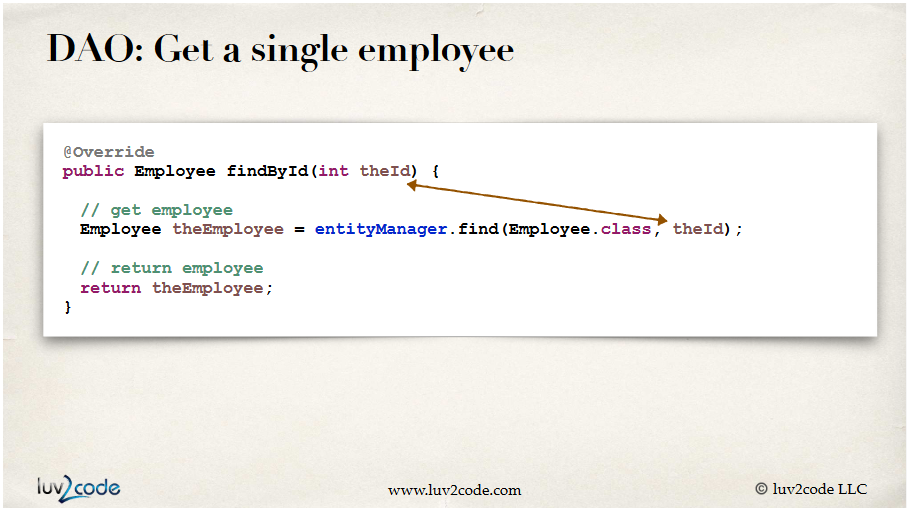 DAO: Get a single employee
@Override
public Employee findById(int theId) {
// get employee
Employee theEmployee = entityManager.find(Employee.class, theId);
// return employee
return theEmployee;
}
luv2code
www.luv2code.com
© luv2code LLC